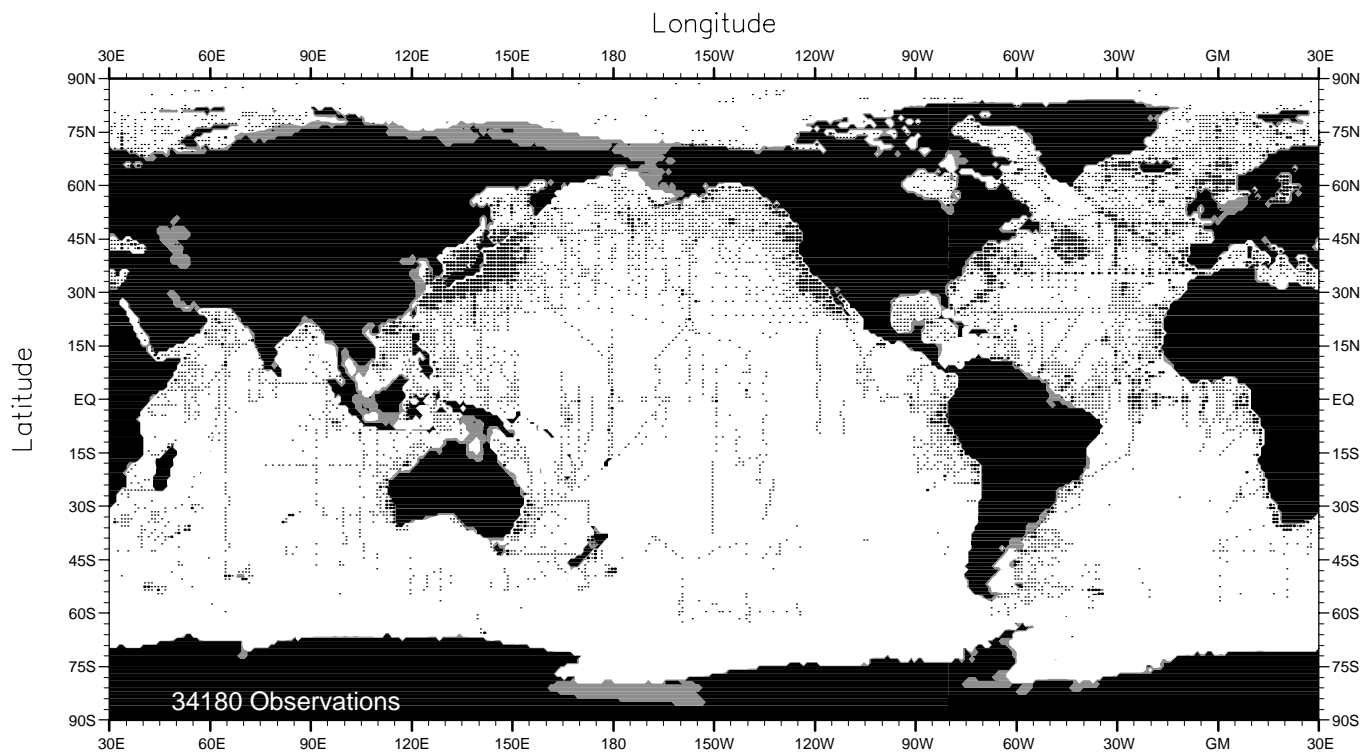 Longitude
30E 60E 90E 120E 150E 180 150W 120W 90W 60W 30W GM 30E
90N 90N
75N 75N
60N 60N
45N 45N
30N 30N
15N 15N
Latitude
EQ EQ
15S 15S
30S 30S
45S 45S
60S 60S
75S 75S
34180 Observations
90S 90S
30E 60E 90E 120E 150E 180 150W 120W 90W 60W 30W GM 30E